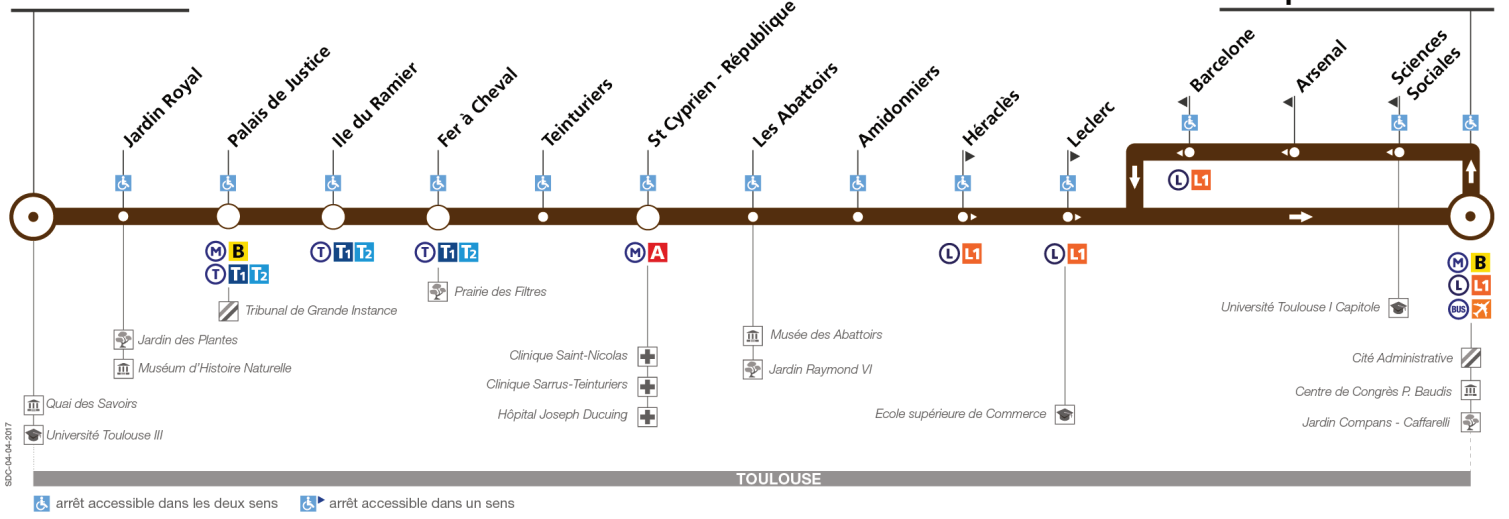 Jardin Royal
Palais de Justice
Ile du Ramier
Fer à Cheval
Teinturiers
St Cyprien - République
Les Abattoirs
Amidonniers
Héraclès
Leclerc
Barcelone
Arsenal
Sciences
Sociales
L L1
M B
T T1 T2
T T1 T2
T T1 T2
M A
L L1
L L1
M B
L L1
BUS
Tribunal de Grande Instance
Prairie des Filtres
Université Toulouse I Capitole
Jardin des Plantes
Muséum d'Histoire Naturelle
Clinique Saint-Nicolas
Clinique Sarrus-Teinturiers
Hôpital Joseph Ducuing
Musée des Abattoirs
Jardin Raymond VI
Ecole supérieure de Commerce
Cité Administrative
Centre de Congrès P. Baudis
Jardin Compans - Caffarelli
Quai des Savoirs
Université Toulouse III
SDC-04-04-2017
TOULOUSE
arrêt accessible dans les deux sens
arrêt accessible dans un sens